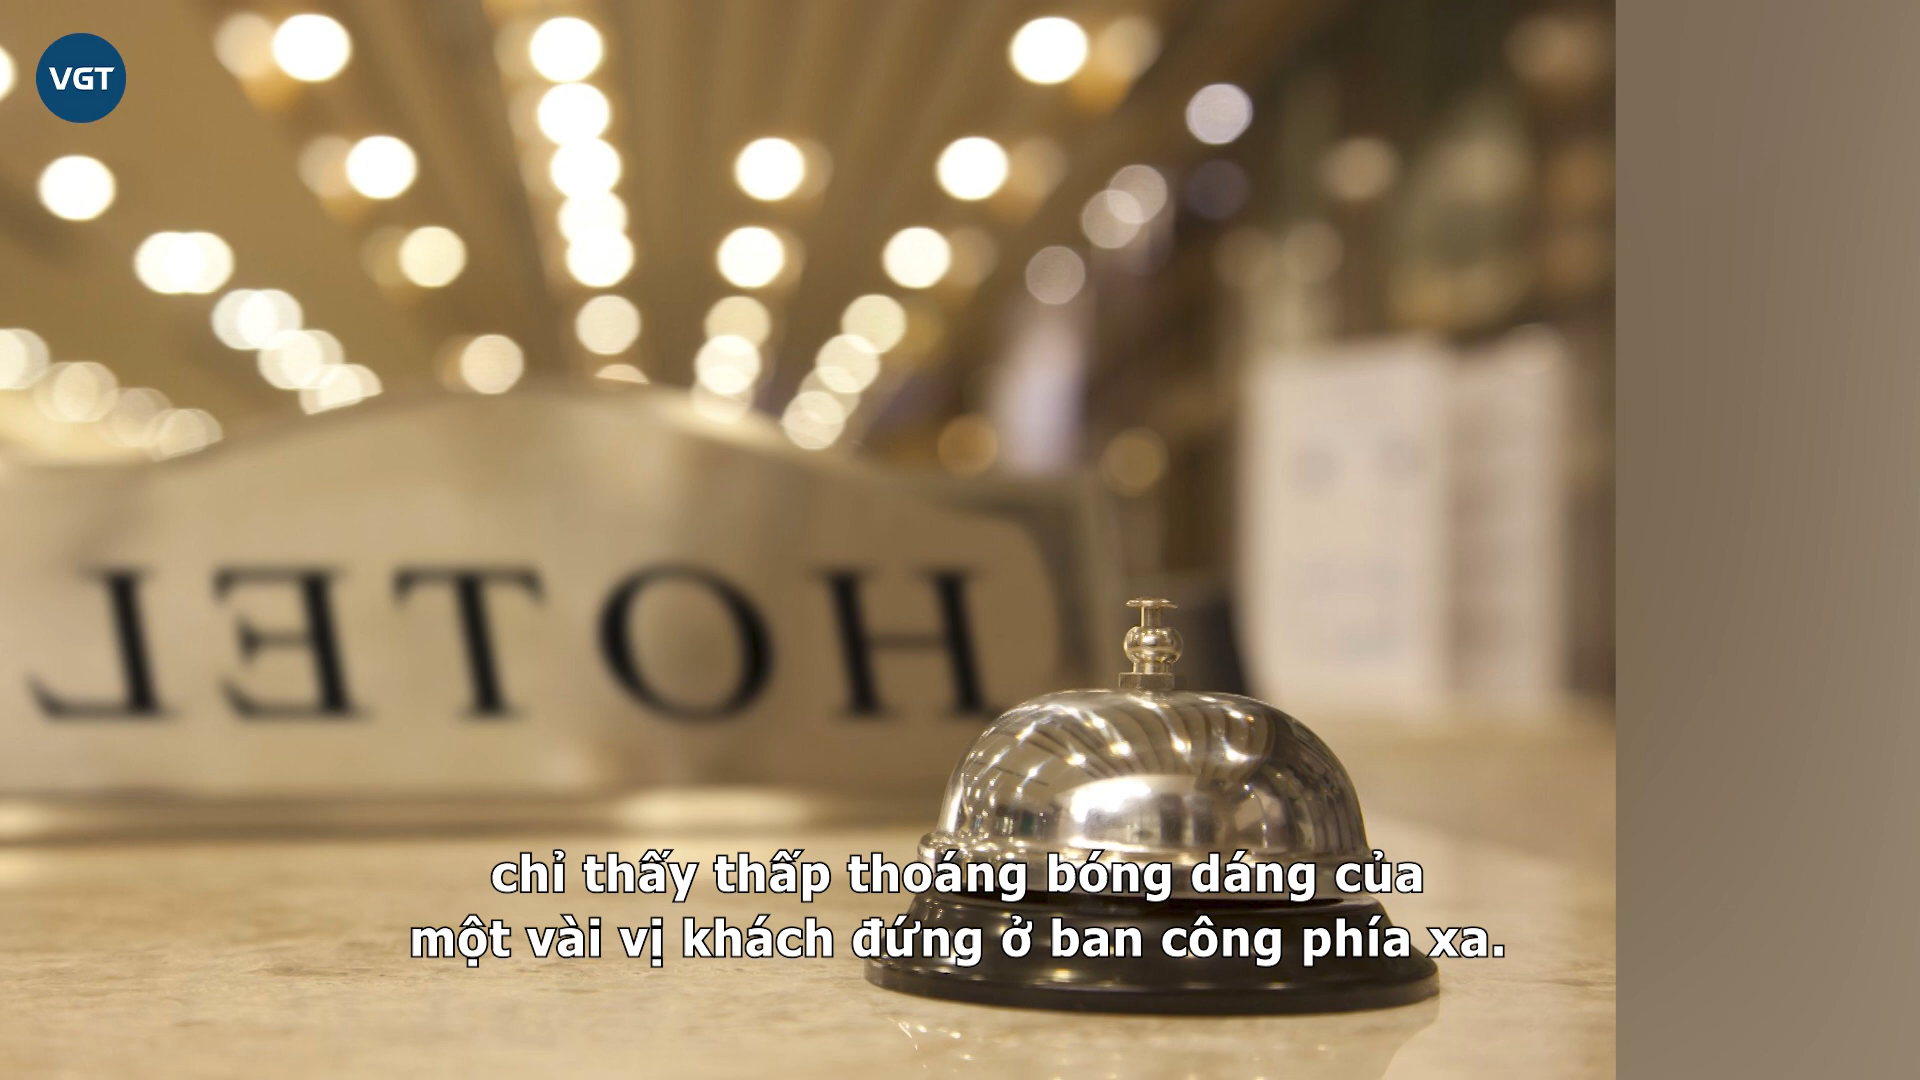 VGT
HOTEL
chỉ thấy thấp thoáng bóng dáng của
một vài vị khách đứng ở ban công phía xa.